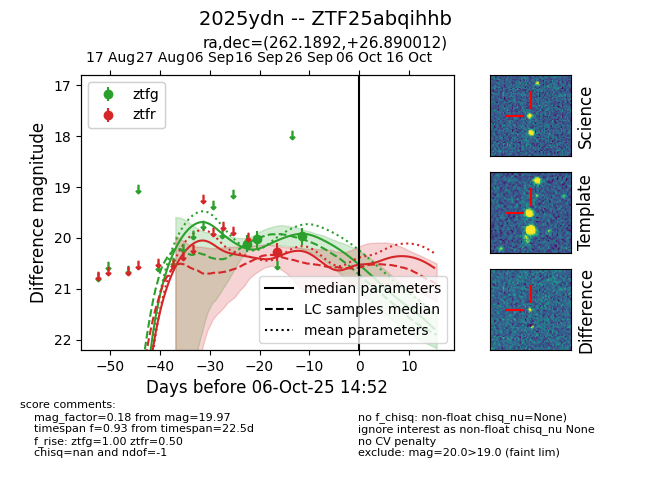 2025ydn -- ZTF25abqihhb
ra,dec=(262.1892,+26.890012)
17 Aug 27 Aug 06 Sep 16 Sep 26 Sep 06 Oct 16 Oct
ztfg
ztfr
17
18
19
20
21
22
Difference magnitude
median parameters
LC samples median
mean parameters
−50 −40 −30 −20 −10 0 10
Days before 06-Oct-25 14:52
Science
Template
Difference
score comments:
mag_factor=0.18 from mag=19.97
timespan f=0.93 from timespan=22.5d
f_rise: ztfg=1.00 ztfr=0.50
chisq=nan and ndof=-1
no f_chisq: non-float chisq_nu=None)
ignore interest as non-float chisq_nu None
no CV penalty
exclude: mag=20.0>19.0 (faint lim)